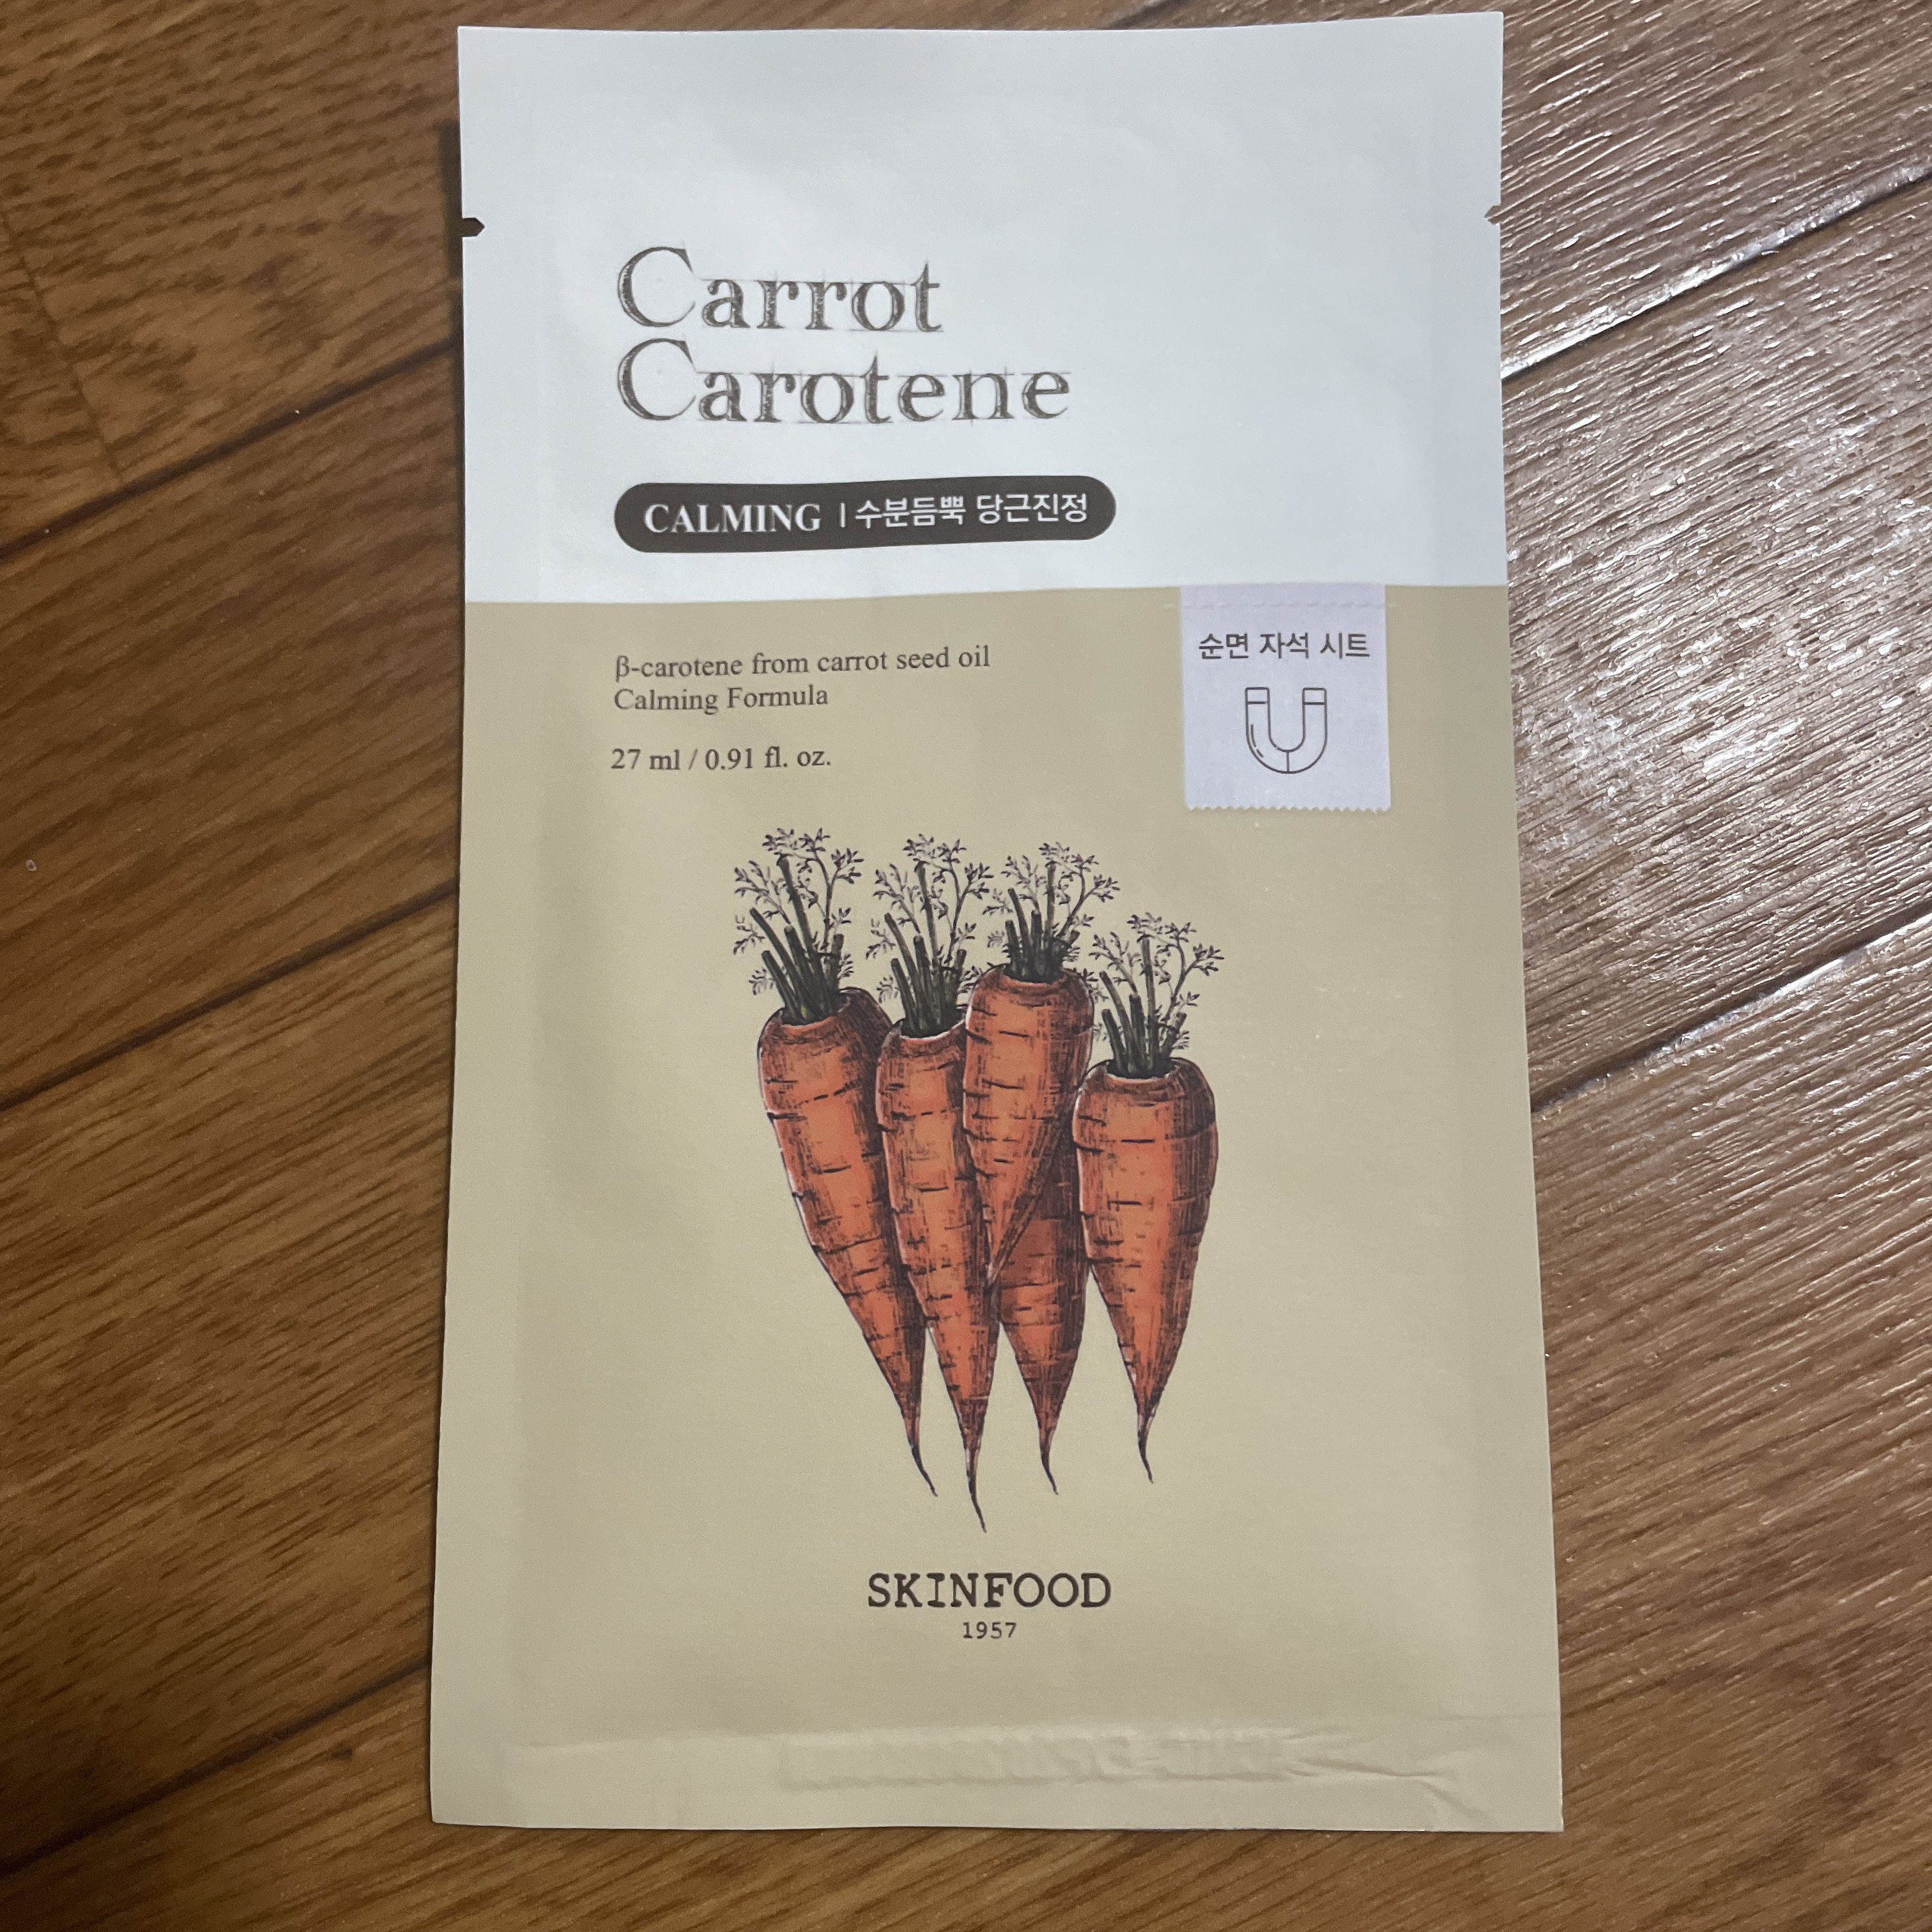 Carrot
Carotene
CALMING | 수분듬뿍 당근진정
β-carotene from carrot seed oil
Calming Formula
27 ml / 0.91 fl. oz.
순면 자석 시트
SKINFOOD
1957